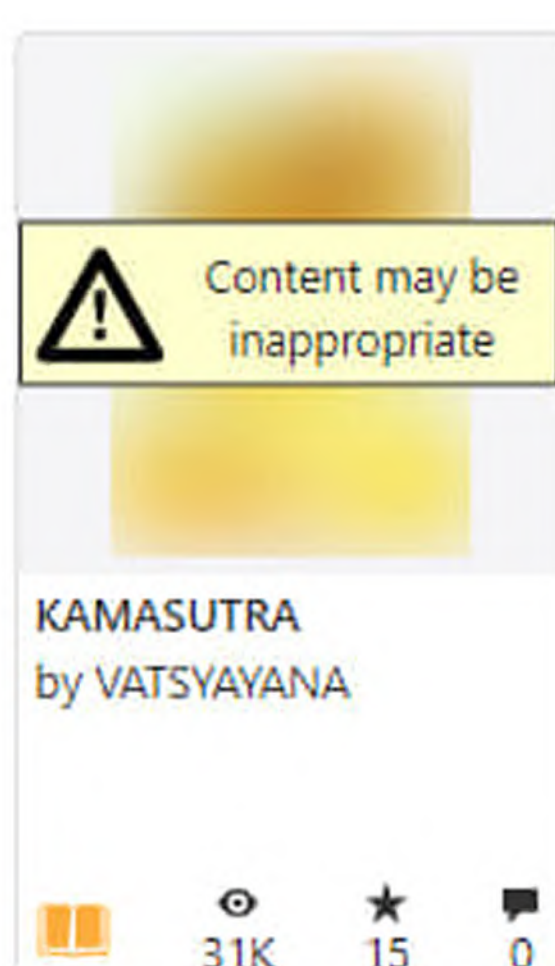 Content may be
inappropriate
KAMASUTRA
by VATSYAYANA
31K 15 0